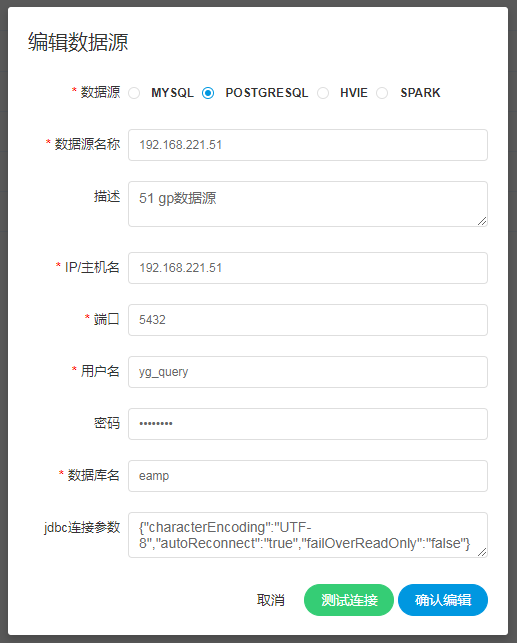 编辑数据源
* 数据源 MYSQL POSTGRESQL HVIE SPARK
* 数据源名称 192.168.221.51
描述 51 gp数据源
* IP/主机名 192.168.221.51
* 端口 5432
* 用户名 yg_query
密码 ••••••••
* 数据库名 eamp
jdbc连接参数 {"characterEncoding":"UTF-
8","autoReconnect":"true","failOverReadOnly":"false"}
取消 测试连接 确认编辑